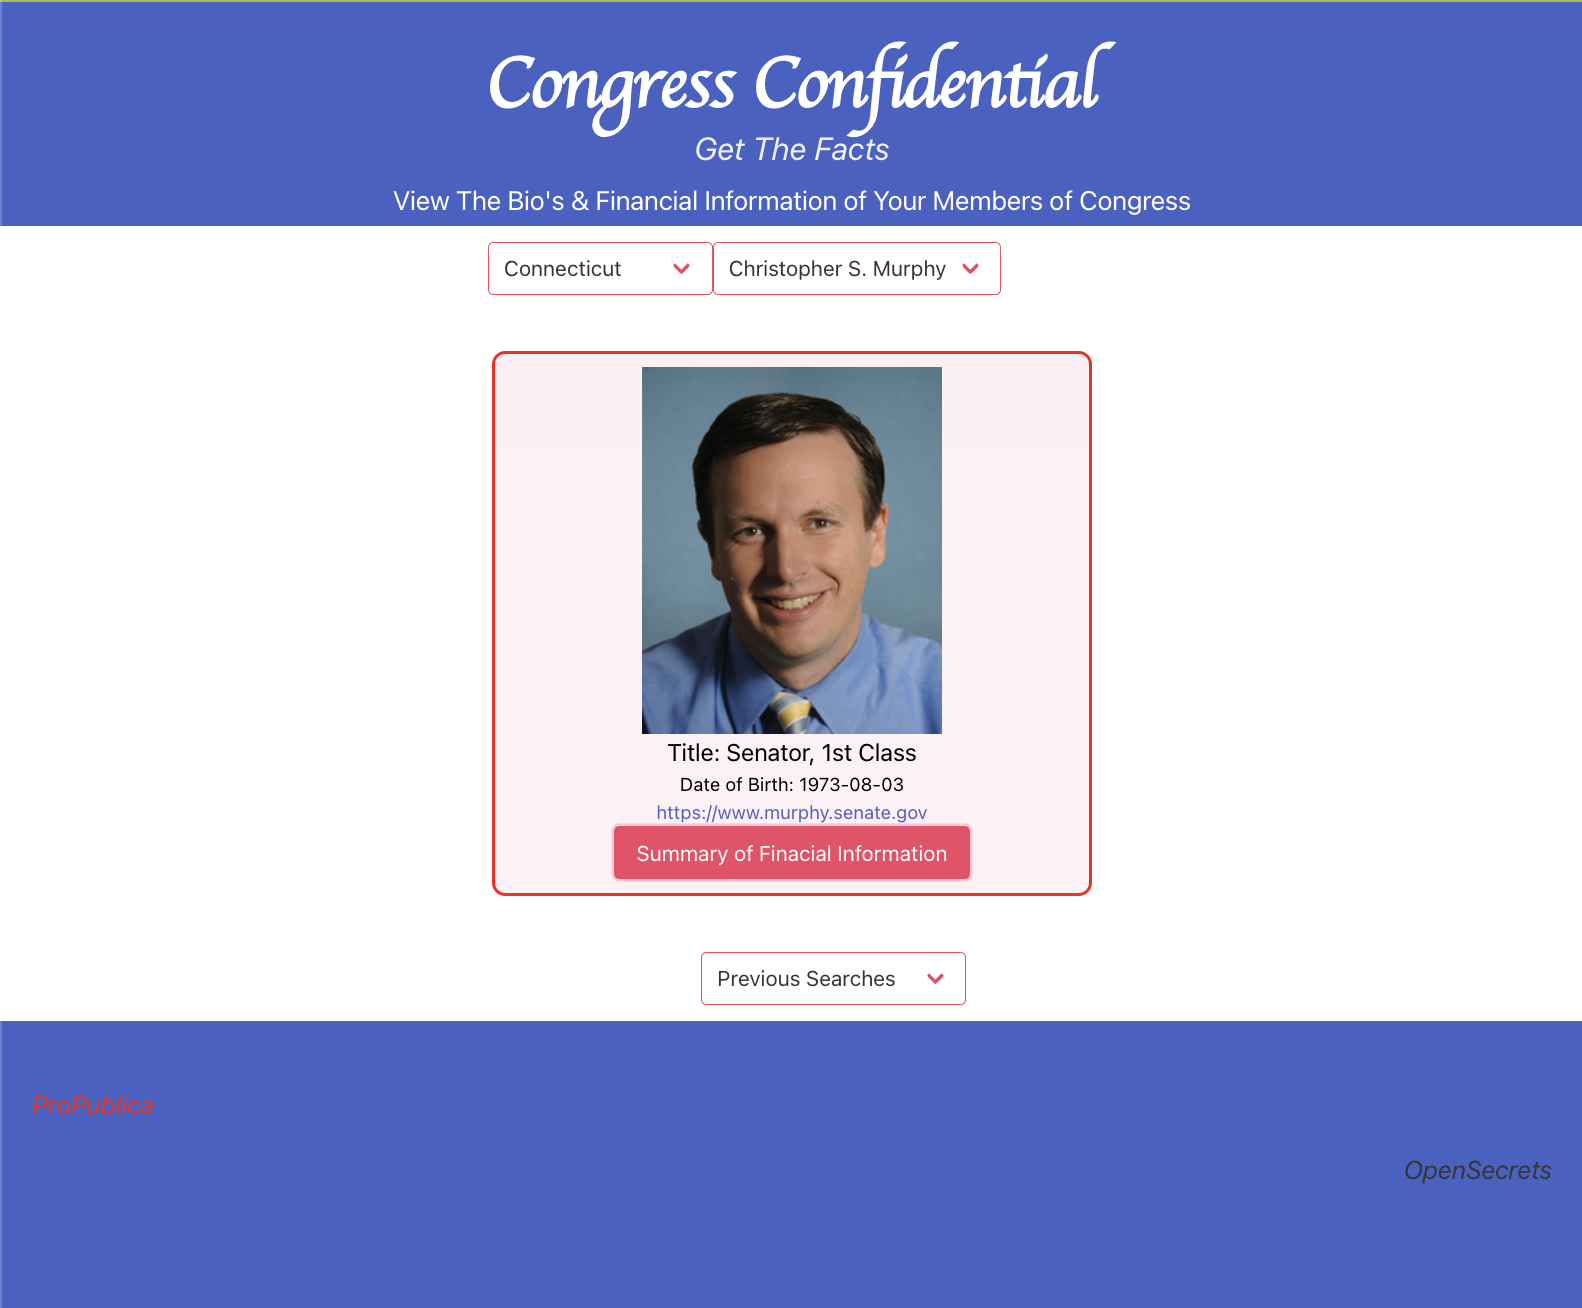 Congress Confidential
Get The Facts
View The Bio's & Financial Information of Your Members of Congress
Connecticut
Christopher S. Murphy
Title: Senator, 1st Class
Date of Birth: 1973-08-03
https://www.murphy.senate.gov
Summary of Finacial Information
Previous Searches
ProPublica
OpenSecrets